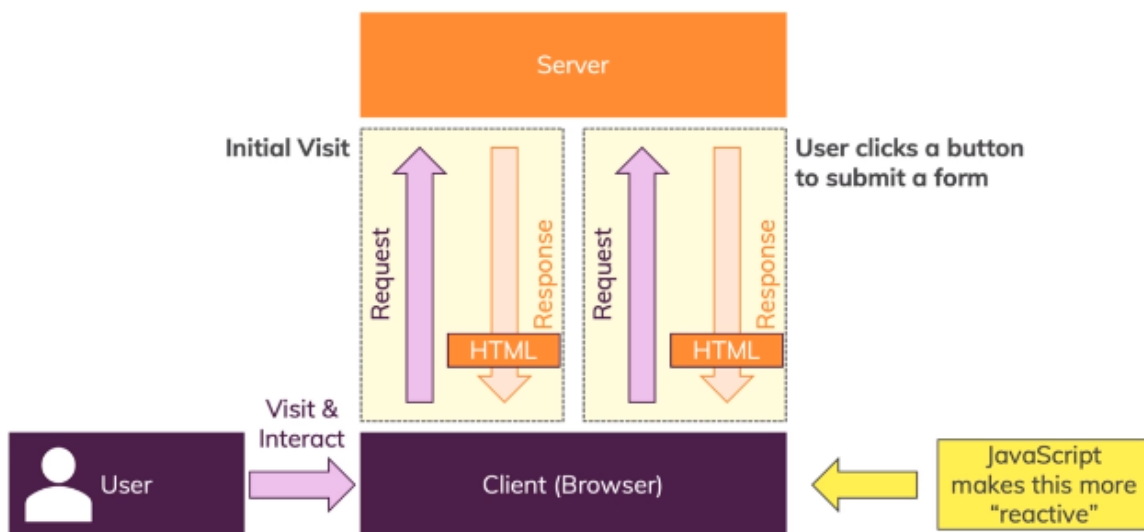 Server
Initial Visit
Request
Response
HTML
Request
Response
HTML
User clicks a button
to submit a form
Visit &
Interact
User
Client (Browser)
JavaScript
makes this more
“reactive”